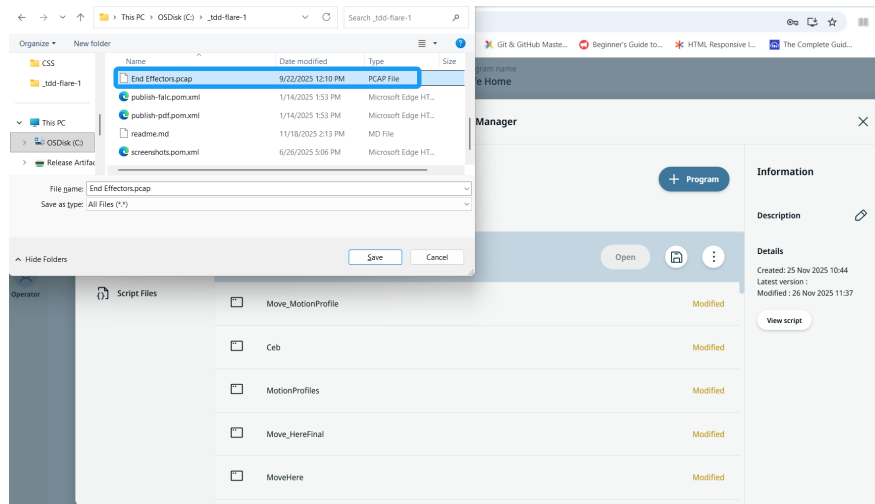 This PC > OSDisk (C:) > _tdd-flare-1
Search _tdd-flare-1
Organize
New folder
CSS
_tdd-flare-1
This PC
OSDisk (C:)
Release Artifac
Name
Date modified
Type
Size
End Effectors.pcap
9/22/2025 12:10 PM
PCAP File
publish-falc.pom.xml
1/14/2025 1:53 PM
Microsoft Edge HT...
publish-pdf.pom.xml
1/14/2025 1:53 PM
Microsoft Edge HT...
readme.md
11/18/2025 2:13 PM
MD File
screenshots.pom.xml
6/26/2025 5:06 PM
Microsoft Edge HT...
File name: End Effectors.pcap
Save as type: All Files (*.*)
Hide Folders
Save
Cancel
Git & GitHub Maste...
Beginner's Guide to...
HTML Responsive I...
The Complete Guid...
gram name
fe Home
Manager
Program
Open
Operator
Script Files
Move_MotionProfile
Modified
Ceb
Modified
MotionProfiles
Modified
Move_HereFinal
Modified
MoveHere
Modified
Information
Description
Details
Created: 25 Nov 2025 10:44
Latest version :
Modified : 26 Nov 2025 11:37
View script